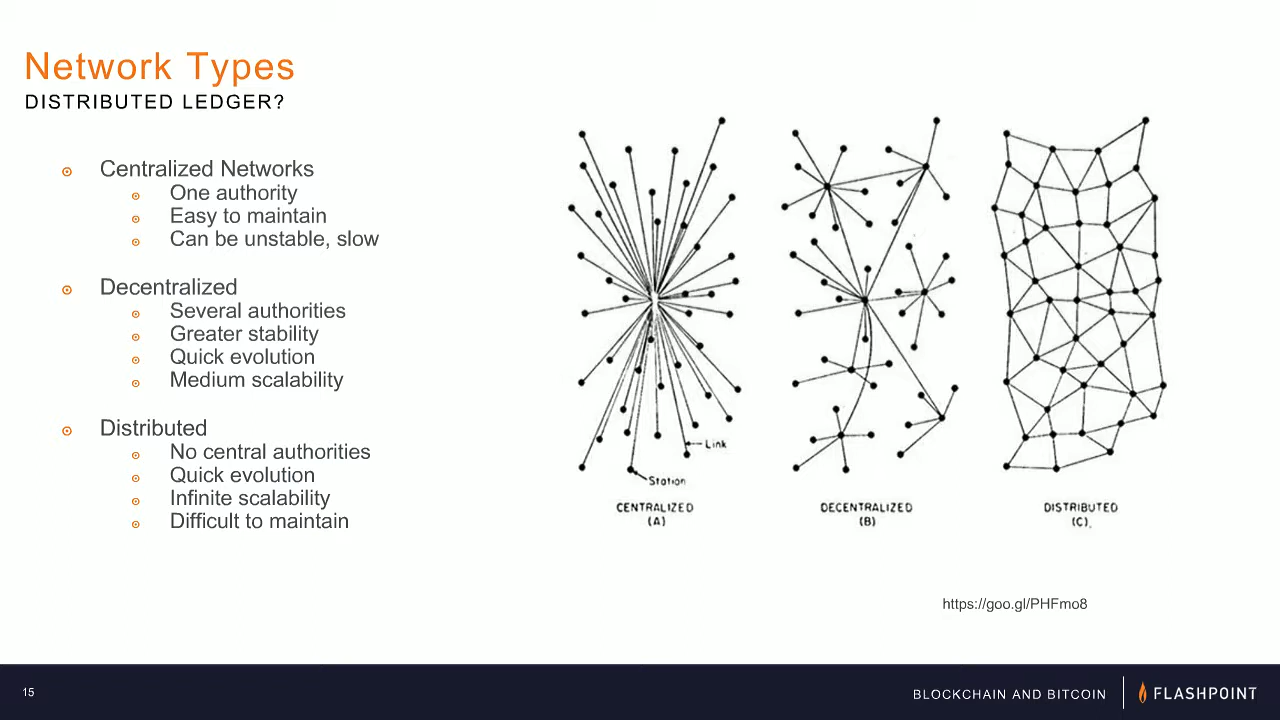 Network Types
DISTRIBUTED LEDGER?
Centralized Networks
One authority
Easy to maintain
Can be unstable, slow
Decentralized
Several authorities
Greater stability
Quick evolution
Medium scalability
Distributed
No central authorities
Quick evolution
Infinite scalability
Difficult to maintain
Link
Station
CENTRALIZED
(A)
DECENTRALIZED
(B)
DISTRIBUTED
(C).
https://goo.gl/PHFmo8
15
BLOCKCHAIN AND BITCOIN
FLASHPOINT